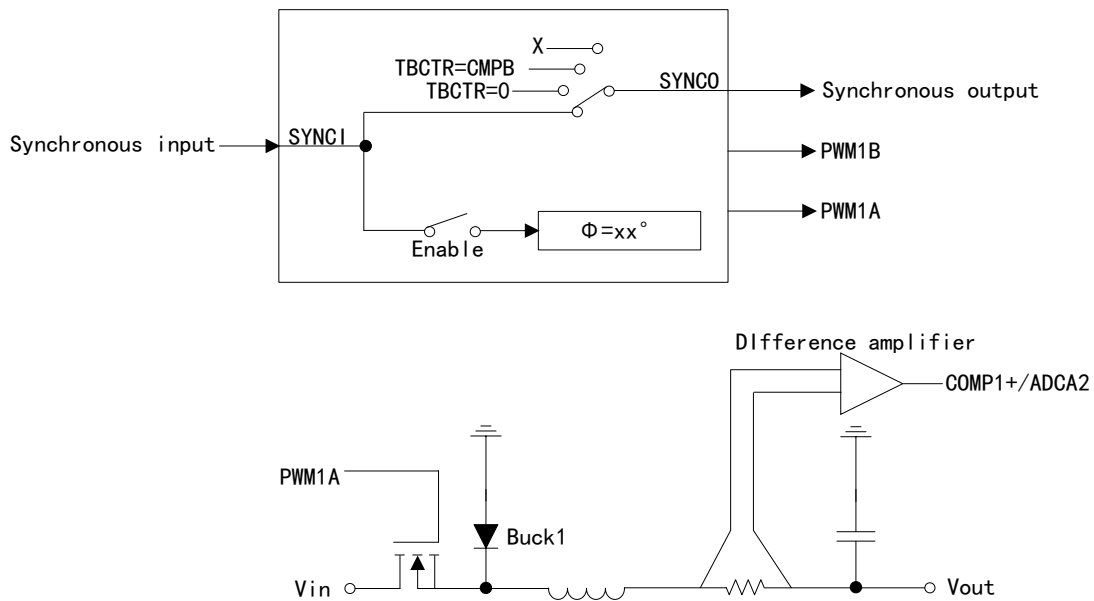 X
TBCTR=CMPB
TBCTR=0
SYNCO
Synchronous output
Synchronous input
SYNCI
PWM1B
PWM1A
Φ=xx°
Enable
DIfference amplifier
COMP1+/ADCA2
PWM1A
Buck1
Vin
Vout